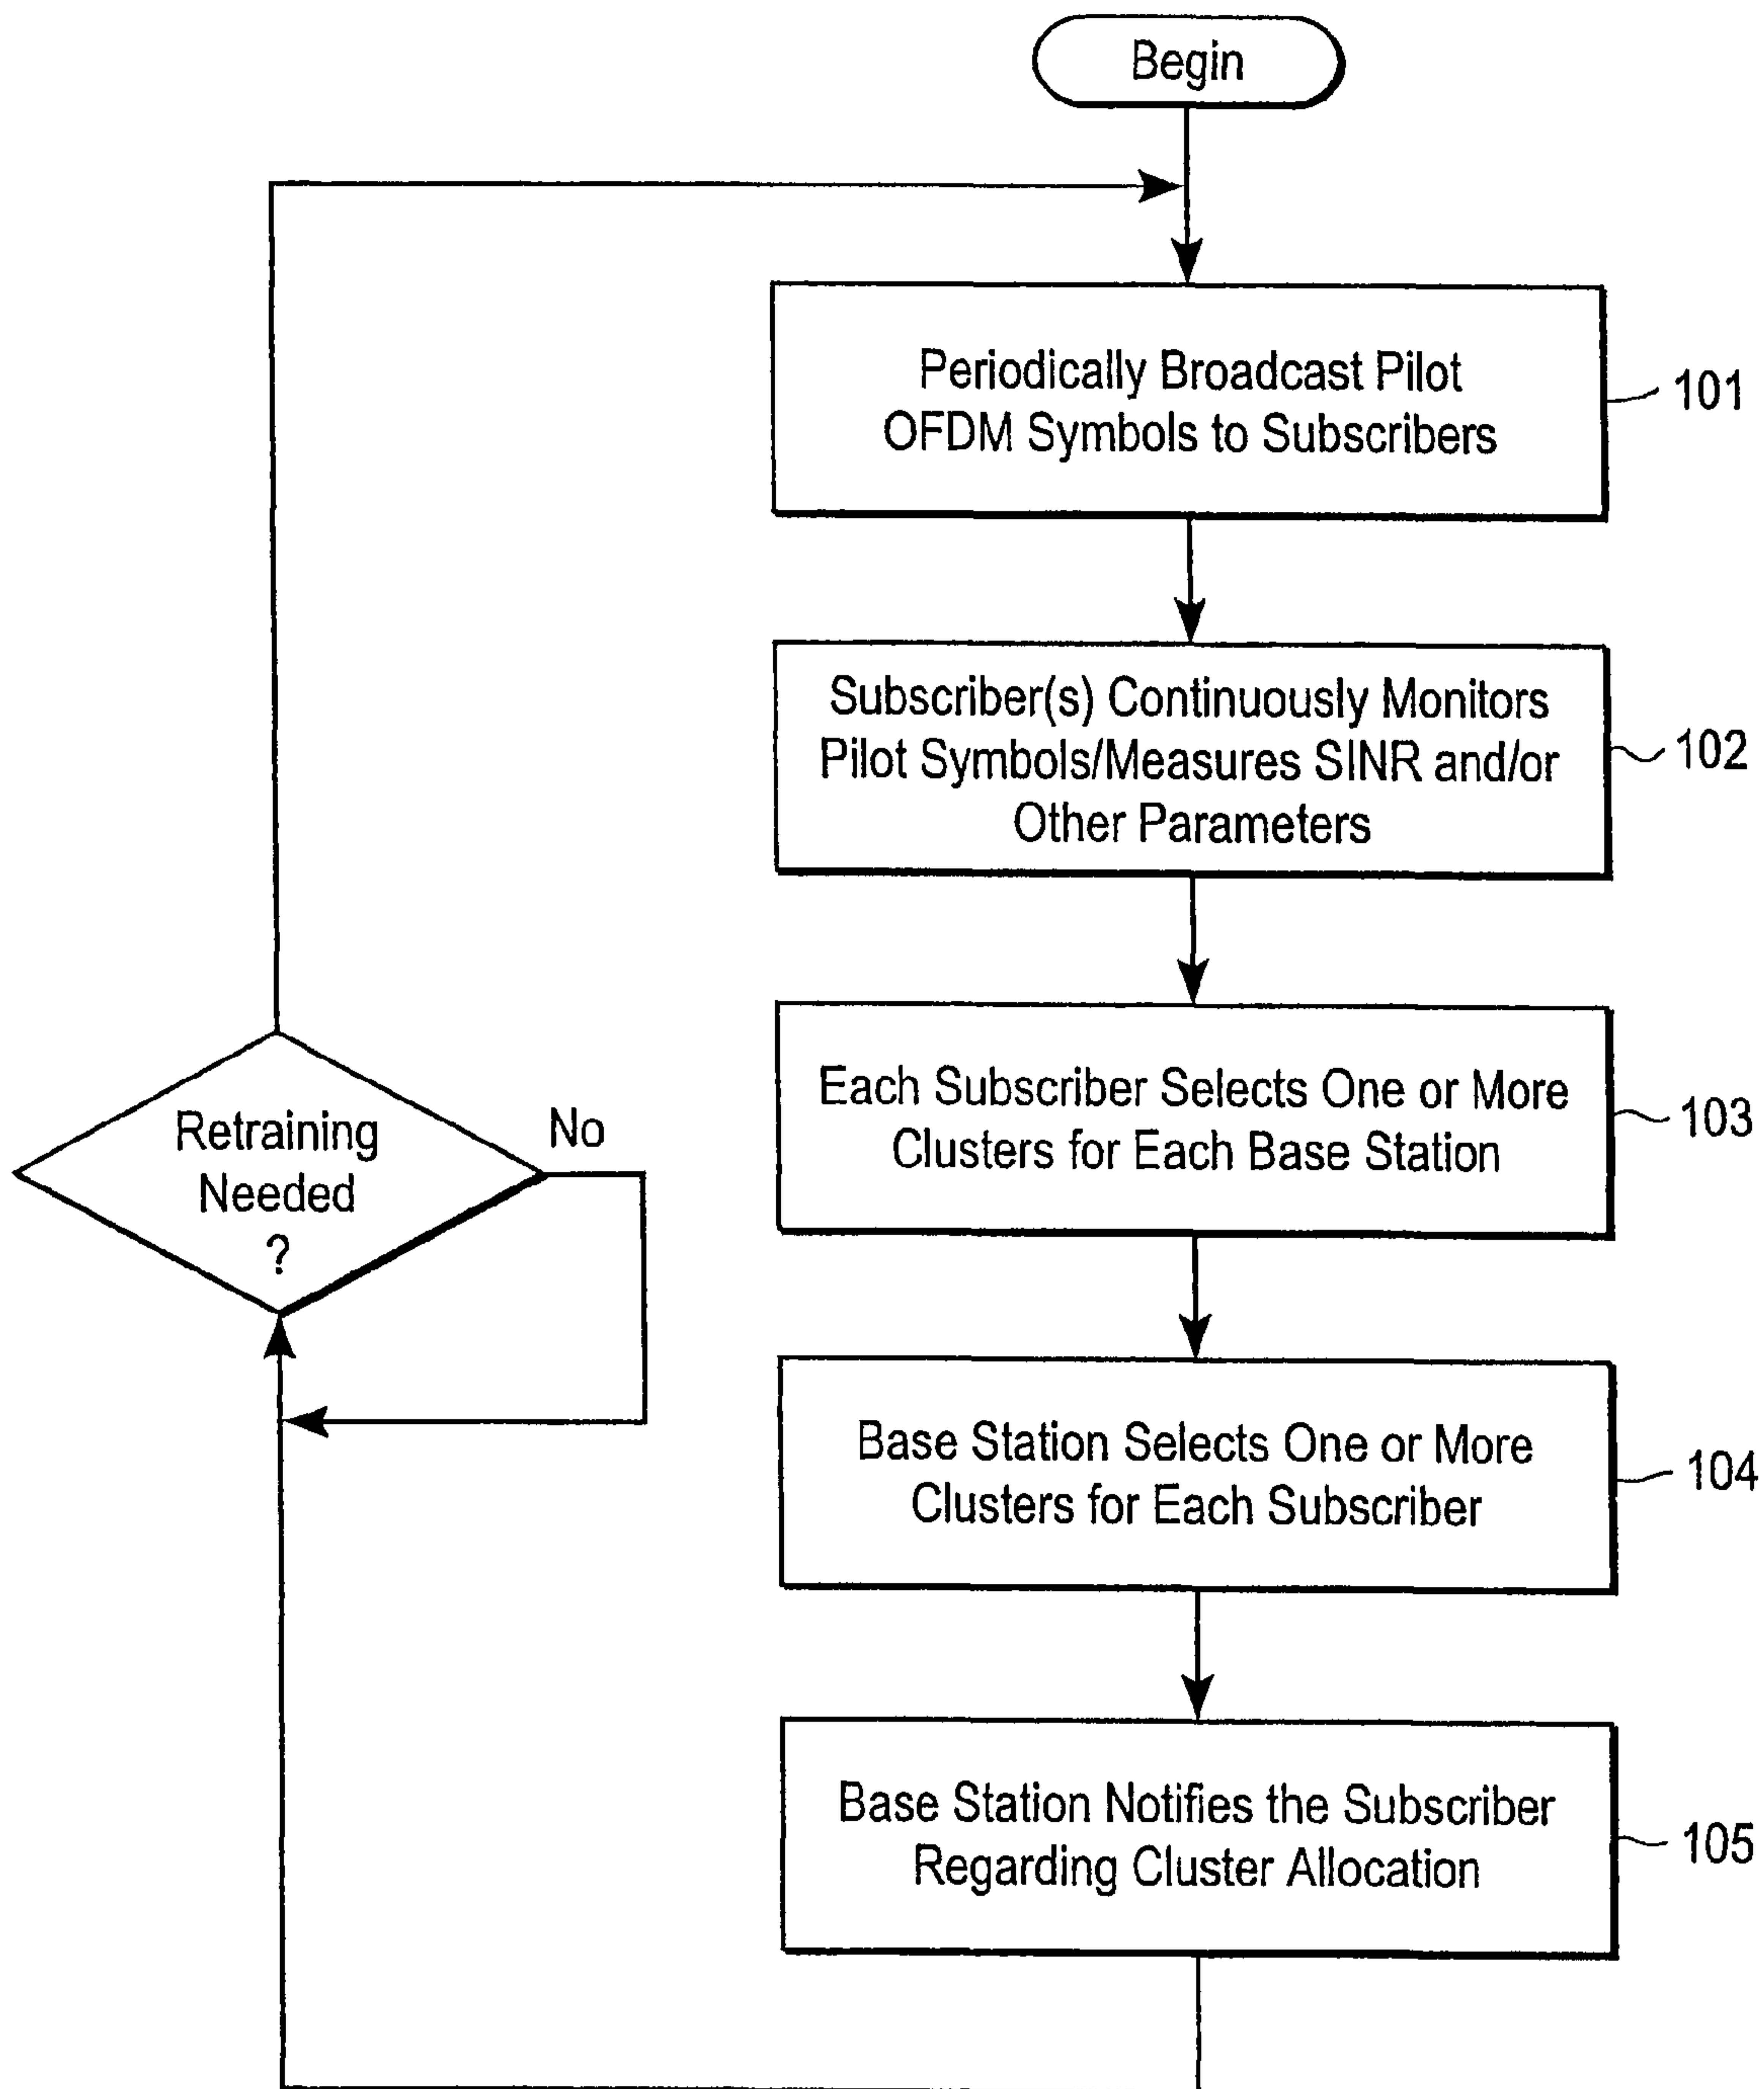 Begin
Periodically Broadcast Pilot
OFDM Symbols to Subscribers
101
Subscriber(s) Continuously Monitors
Pilot Symbols/Measures SINR and/or
Other Parameters
102
Each Subscriber Selects One or More
Clusters for Each Base Station
103
Retraining
Needed
?
No
Base Station Selects One or More
Clusters for Each Subscriber
104
Base Station Notifies the Subscriber
Regarding Cluster Allocation
105